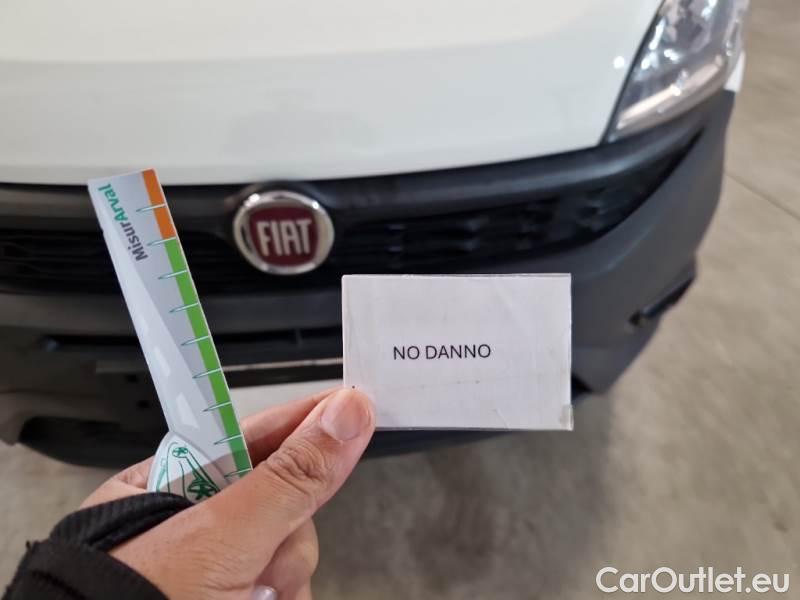 MisurArval
FIAT
NO DANNO
CarOutlet.eu